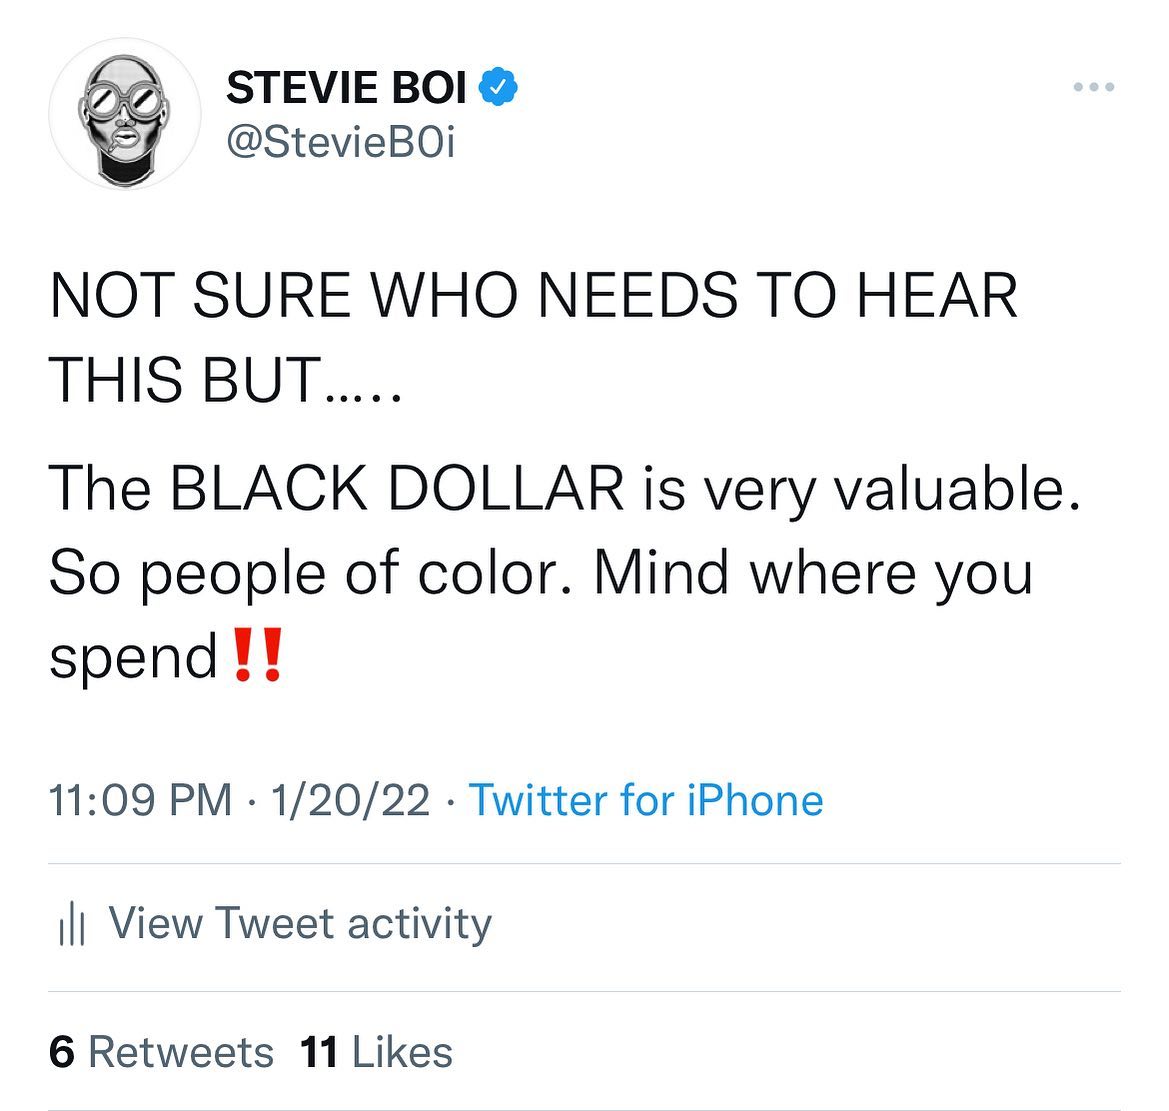 STEVIE BOI
@StevieB0i
NOT SURE WHO NEEDS TO HEAR
THIS BUT.....
The BLACK DOLLAR is very valuable.
So people of color. Mind where you
spend‼️
11:09 PM · 1/20/22 · Twitter for iPhone
View Tweet activity
6 Retweets 11 Likes